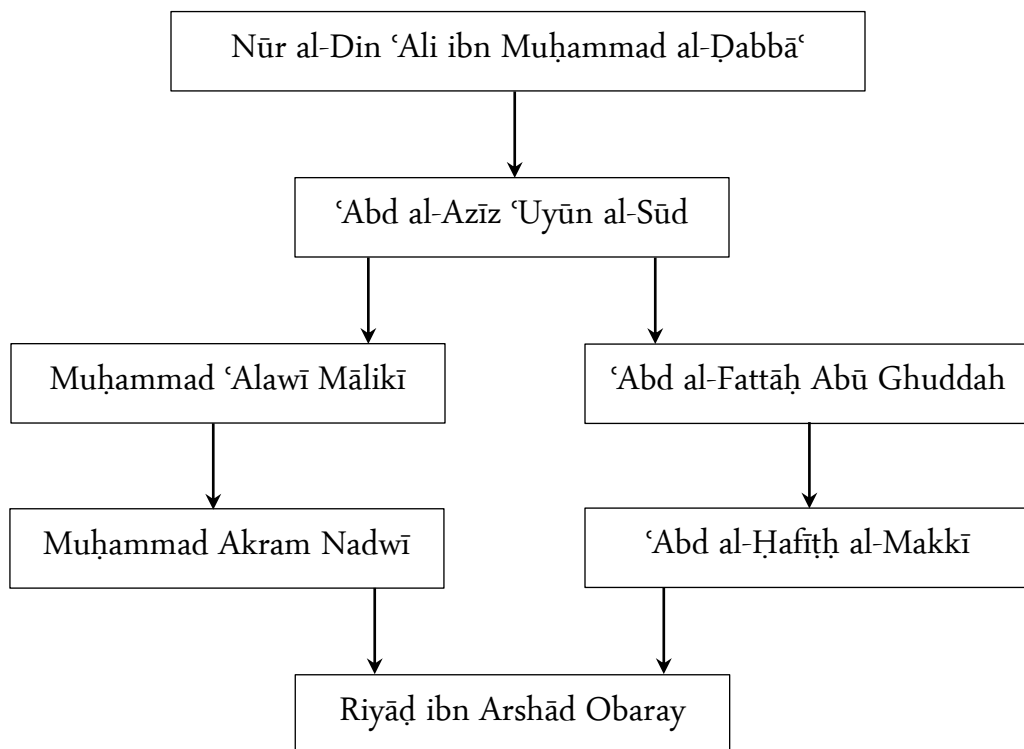 Nūr al-Din ʿAli ibn Muḥammad al-Ḍabbāʿ
ʿAbd al-Azīz ʿUyūn al-Sūd
Muḥammad ʿAlawī Mālikī
ʿAbd al-Fattāḥ Abū Ghuddah
Muḥammad Akram Nadwī
ʿAbd al-Ḥafīṭh al-Makkī
Riyāḍ ibn Arshād Obaray